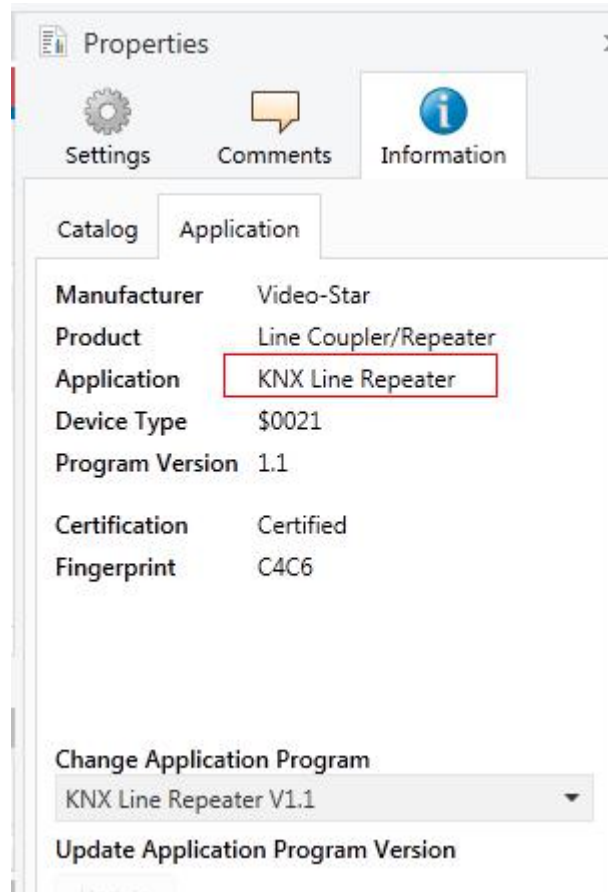 Properties
Settings Comments Information
Catalog Application
Manufacturer Video-Star
Product Line Coupler/Repeater
Application KNX Line Repeater
Device Type $0021
Program Version 1.1
Certification Certified
Fingerprint C4C6
Change Application Program
KNX Line Repeater V1.1
Update Application Program Version